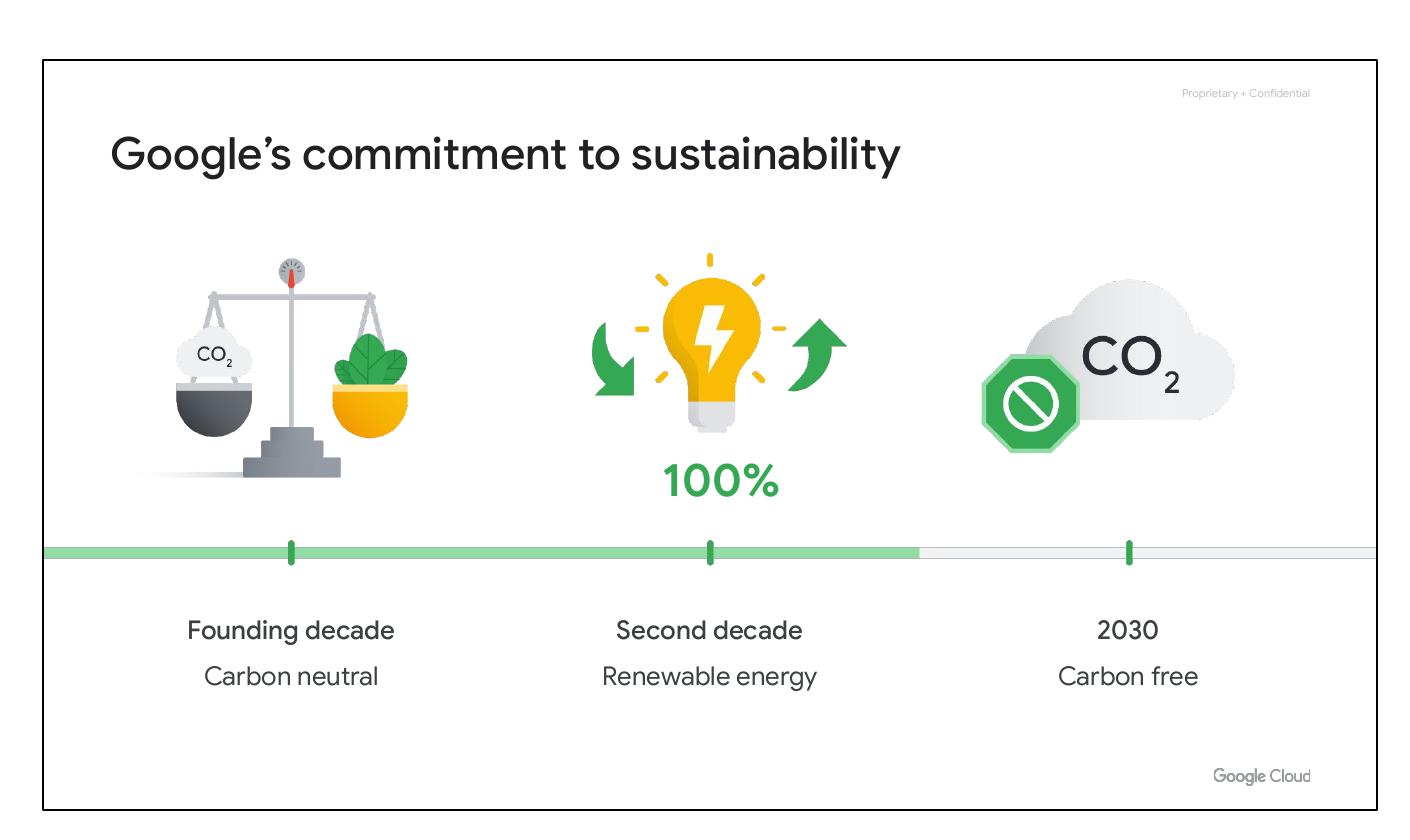 Proprietary + Confidential
Google’s commitment to sustainability
CO2
CO2
100%
Founding decade
Carbon neutral
Second decade
Renewable energy
2030
Carbon free
Google Cloud